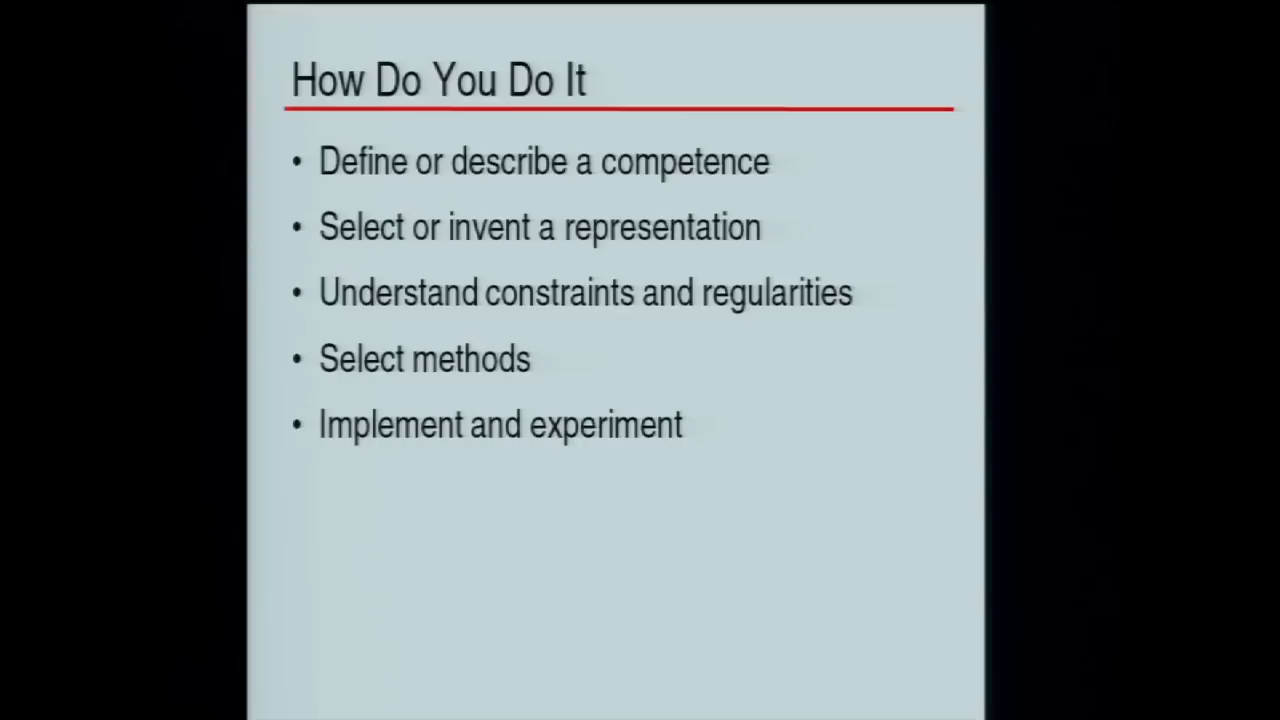 How Do You Do It
• Define or describe a competence
• Select or invent a representation
• Understand constraints and regularities
• Select methods
• Implement and experiment